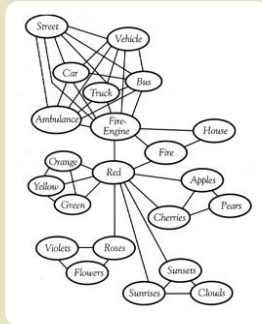 Street
Vehicle
Car
Bus
Truck
Ambulance
Fire-
Engine
House
Fire
Orange
Red
Apples
Yellow
Green
Cherries
Pears
Violets
Roses
Flowers
Sunsets
Sunrises
Clouds